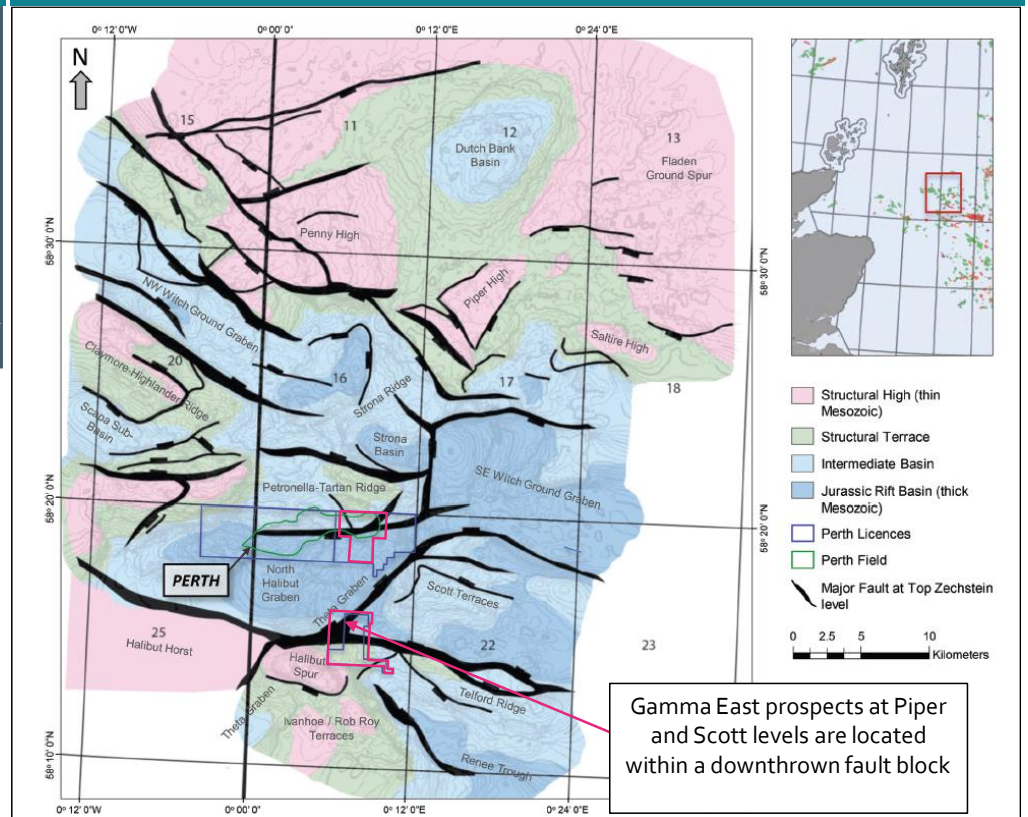 0° 12' 0"W
0° 00' 0"
0° 12' 0"E
0° 24' 0"E
N
15
11
12
Dutch Bank
Basin
13
Fladen
Ground Spur
Penny High
58° 30' 0"N
58° 30' 0"N
NW Witch Ground Graben
Piper High
Saltire High
Claymore-Highlander Ridge
20
16
Strona Ridge
17
18
Scapa Sub-
Basin
Strona
Basin
SE Witch Ground Graben
58° 20' 0"N
Petronella-Tartan Ridge
58° 20' 0"N
PERTH
North
Halibut
Graben
Theta Graben
Scott Terraces
25
Halibut Horst
22
23
Halibut
Spur
Telford Ridge
Theta Graben
Ivanhoe / Rob Roy
Terraces
Renee Trough
58° 10' 0"N
0° 12' 0"W
0° 00' 0"
0° 12' 0"E
0° 24' 0"E
Structural High (thin
Mesozoic)
Structural Terrace
Intermediate Basin
Jurassic Rift Basin (thick
Mesozoic)
Perth Licences
Perth Field
Major Fault at Top Zechstein
level
0 2.5 5 10
Kilometers
Gamma East prospects at Piper
and Scott levels are located
within a downthrown fault block